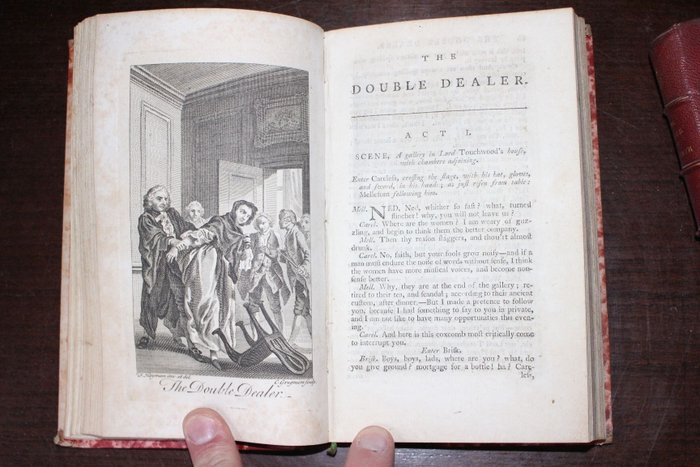 F. Hayman inv. et del.
C. Grignion sculp.
The Double Dealer.
THE
DOUBLE DEALER.
ACT I.
SCENE, A gallery in Lord Touchwood's house,
with chambers adjoining.
Enter Careleſs, croſſing the ſtage, with his hat, gloves,
and ſword, in his hands; as juſt riſen from table:
Mellefont following him.
Mell. NED, Ned, whither ſo faſt? what, turned
flincher? why, you will not leave us?
Carel. Where are the women? I am weary of guz-
zling, and begin to think them the better company.
Mell. Then thy reaſon ſtaggers, and thou'rt almoſt
drunk.
Carel. No, faith, but your fools grow noiſy—and if a
man muſt endure the noiſe of words without ſenſe, I think
the women have more muſical voices, and become non-
ſenſe better.
Mell. Why, they are at the end of the gallery; re-
tired to their tea, and ſcandal; according to their ancient
cuſtom, after dinner.—But I made a pretence to follow
you, becauſe I had ſomething to ſay to you in private,
and I am not like to have many opportunities this even-
ing.
Carel. And here is this coxcomb moſt critically come
to interrupt you.
Enter Briſk.
Briſk. Boys, boys, lads, where are you? what, do
you give ground? mortgage for a bottle! ha? Care-
leſs,